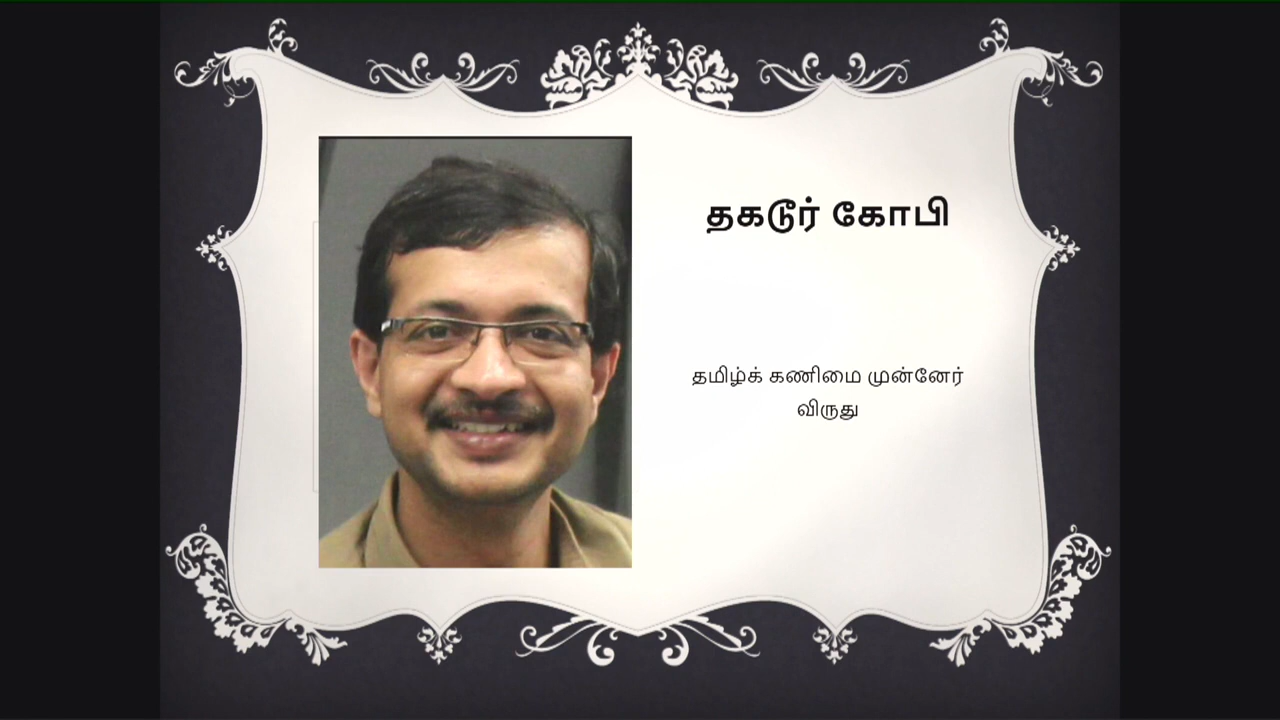 தகடூர் கோபி
தமிழ்க் கணிமை முன்னேர்
விருது